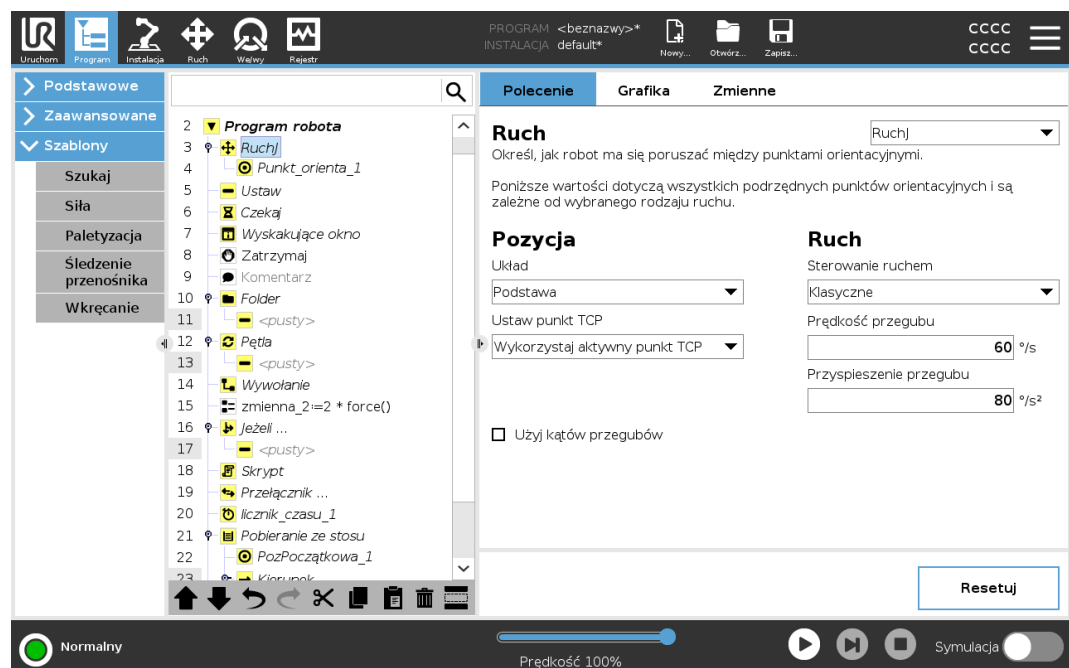 UR
Uruchom
Program
Instalacja
Ruch
We/wy
Rejestr
PROGRAM <beznazwy>*
INSTALACJA default*
Nowy...
Otwórz...
Zapisz...
CCCC
CCCC
Podstawowe
Zaawansowane
Szablony
Szukaj
Siła
Paletyzacja
Śledzenie
przenośnika
Wkręcanie
2 Program robota
3 RuchJ
4 Punkt_orienta_1
5 Ustaw
6 Czekaj
7 Wyskakujące okno
8 Zatrzymaj
9 Komentarz
10 Folder
11 <pusty>
12 Pętla
13 <pusty>
14 Wywołanie
15 zmienna_2:=2 * force()
16 Jeżeli ...
17 <pusty>
18 Skrypt
19 Przełącznik ...
20 licznik_czasu_1
21 Pobieranie ze stosu
22 PozPoczątkowa_1
23 Kierunek
Polecenie
Grafika
Zmienne
Ruch
RuchJ
Określ, jak robot ma się poruszać między punktami orientacyjnymi.
Poniższe wartości dotyczą wszystkich podrzędnych punktów orientacyjnych i są
zależne od wybranego rodzaju ruchu.
Pozycja
Układ
Podstawa
Ustaw punkt TCP
Wykorzystaj aktywny punkt TCP
Użyj kątów przegubów
Ruch
Sterowanie ruchem
Klasyczne
Prędkość przegubu
60 °/s
Przyspieszenie przegubu
80 °/s²
Resetuj
Normalny
Prędkość 100%
Symulacja